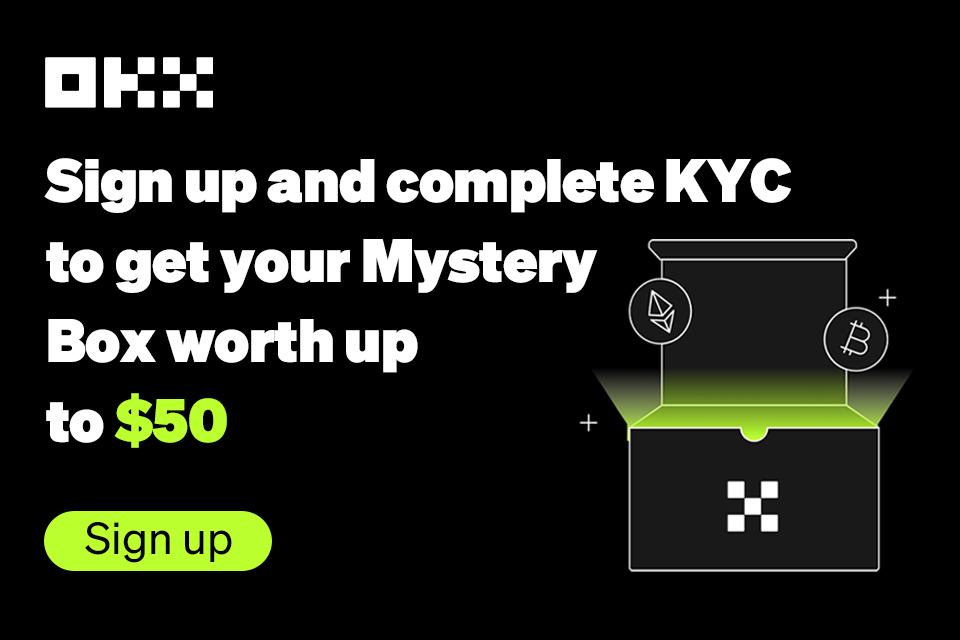 OKX
Sign up and complete KYC
to get your Mystery
Box worth up
to $50
Sign up